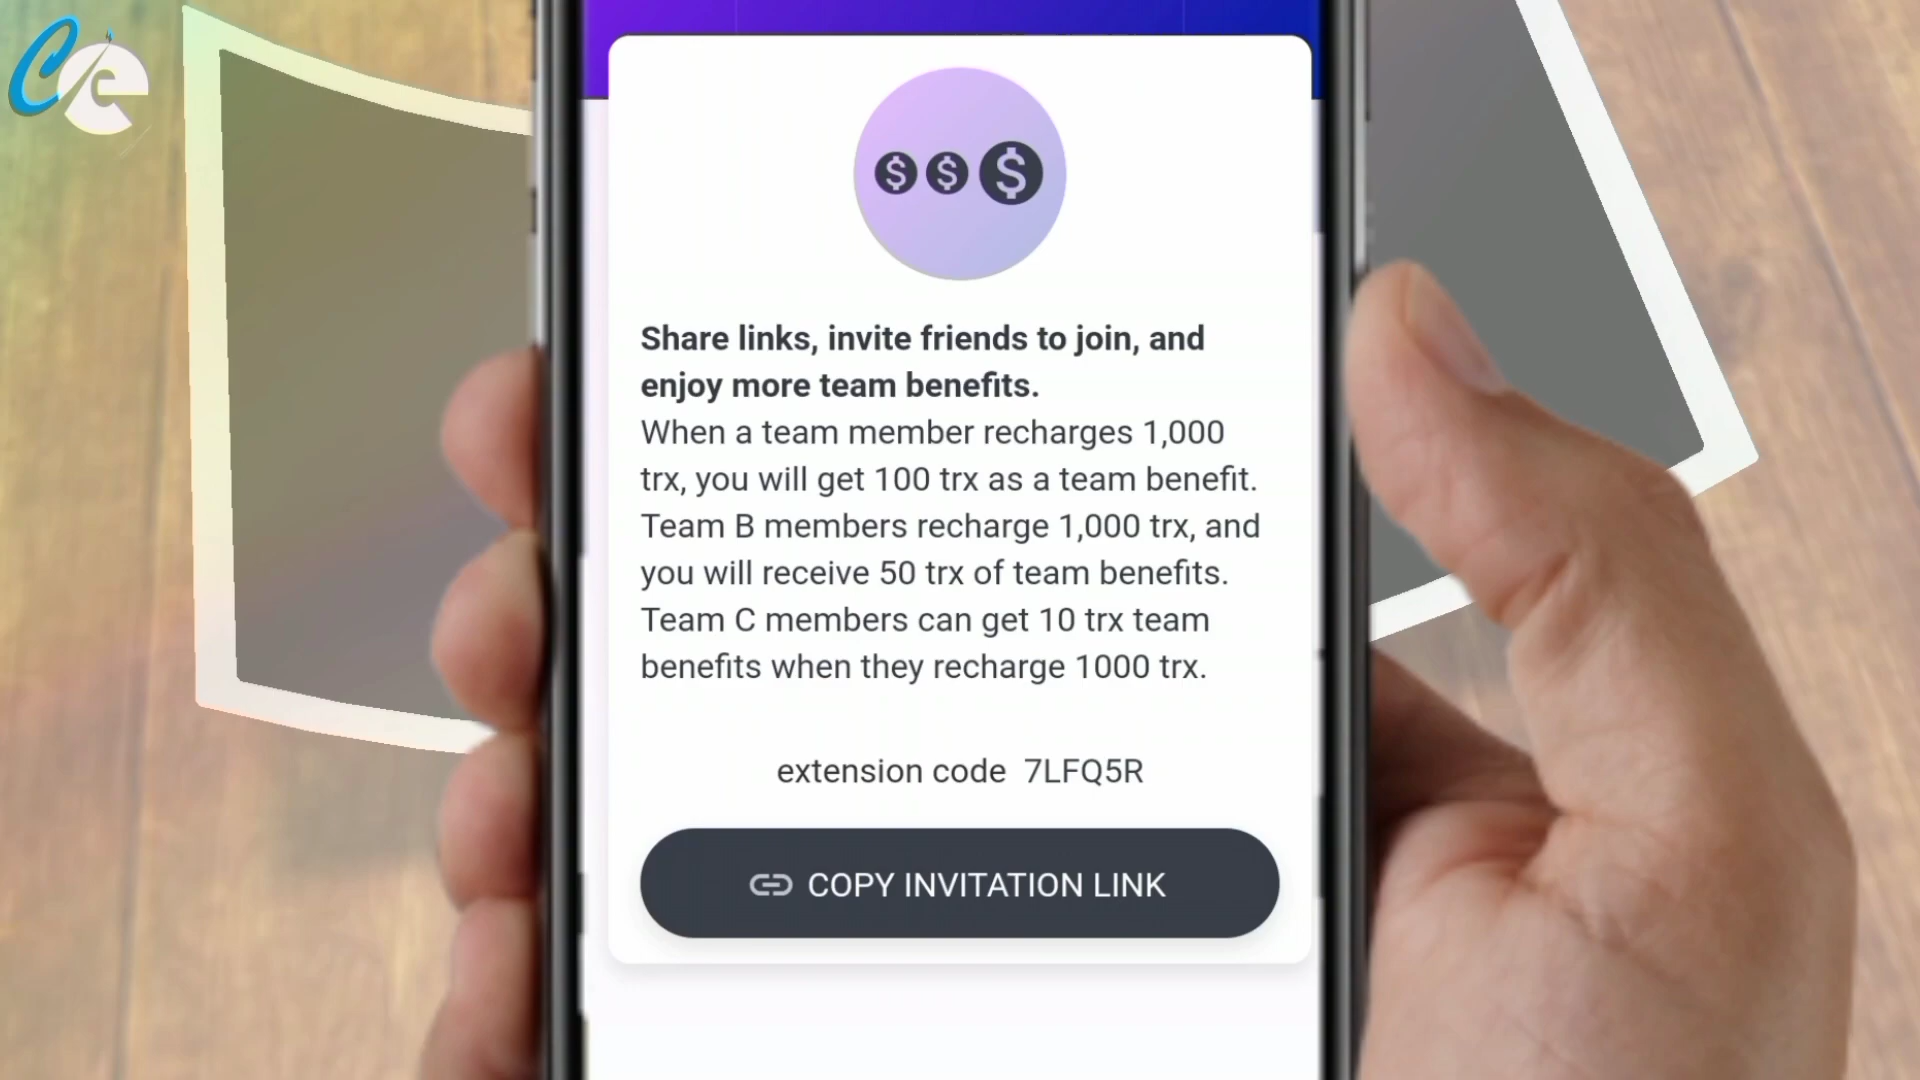 Ce
$ $ $
Share links, invite friends to join, and
enjoy more team benefits.
When a team member recharges 1,000
trx, you will get 100 trx as a team benefit.
Team B members recharge 1,000 trx, and
you will receive 50 trx of team benefits.
Team C members can get 10 trx team
benefits when they recharge 1000 trx.
extension code 7LFQ5R
COPY INVITATION LINK